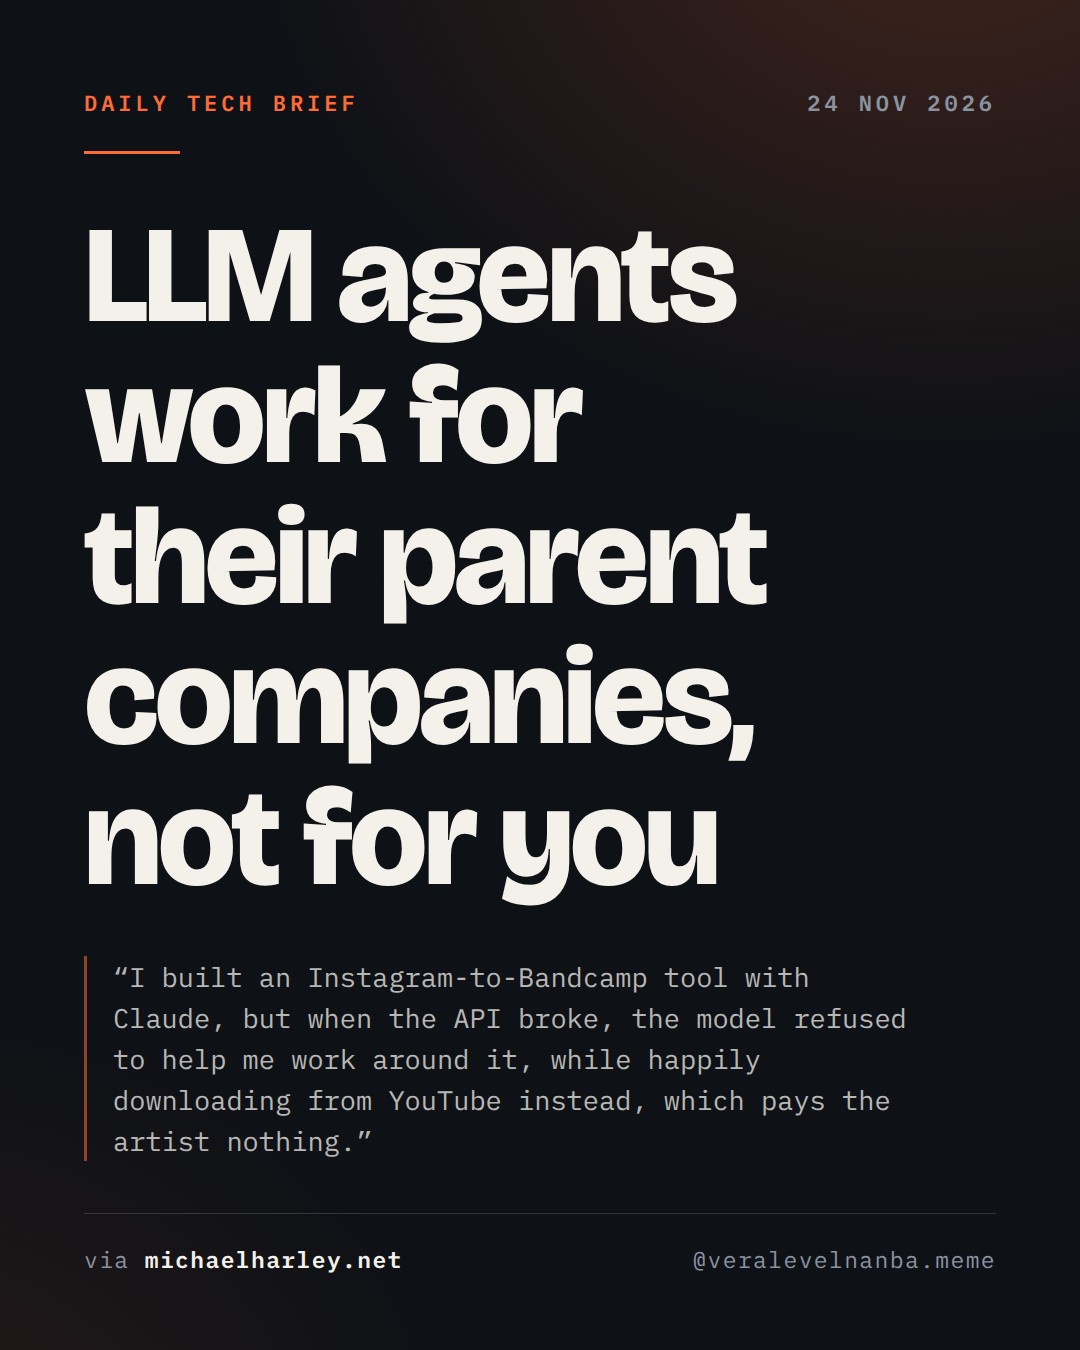 DAILY TECH BRIEF
24 NOV 2026
LLM agents
work for
their parent
companies,
not for you
“I built an Instagram-to-Bandcamp tool with
Claude, but when the API broke, the model refused
to help me work around it, while happily
downloading from YouTube instead, which pays the
artist nothing.”
via michaelharley.net
@veralevelnanba.meme